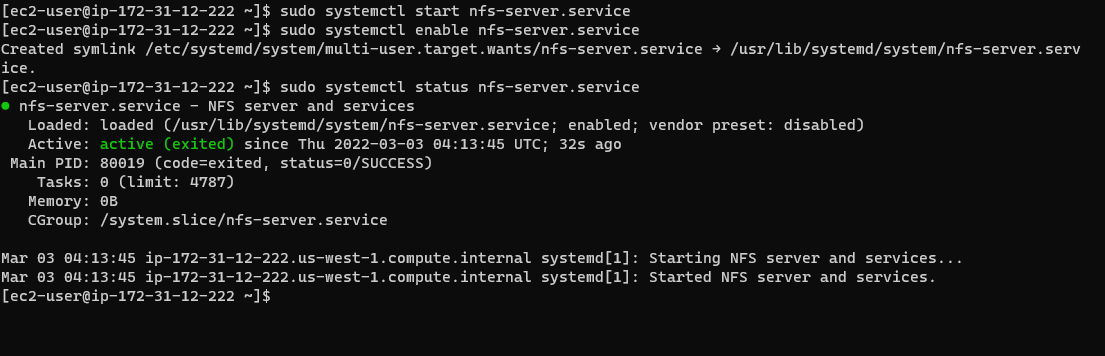 [ec2-user@ip-172-31-12-222 ~]$ sudo systemctl start nfs-server.service
[ec2-user@ip-172-31-12-222 ~]$ sudo systemctl enable nfs-server.service
Created symlink /etc/systemd/system/multi-user.target.wants/nfs-server.service → /usr/lib/systemd/system/nfs-server.serv
ice.
[ec2-user@ip-172-31-12-222 ~]$ sudo systemctl status nfs-server.service
● nfs-server.service - NFS server and services
   Loaded: loaded (/usr/lib/systemd/system/nfs-server.service; enabled; vendor preset: disabled)
   Active: active (exited) since Thu 2022-03-03 04:13:45 UTC; 32s ago
 Main PID: 80019 (code=exited, status=0/SUCCESS)
    Tasks: 0 (limit: 4787)
   Memory: 0B
   CGroup: /system.slice/nfs-server.service

Mar 03 04:13:45 ip-172-31-12-222.us-west-1.compute.internal systemd[1]: Starting NFS server and services...
Mar 03 04:13:45 ip-172-31-12-222.us-west-1.compute.internal systemd[1]: Started NFS server and services.
[ec2-user@ip-172-31-12-222 ~]$